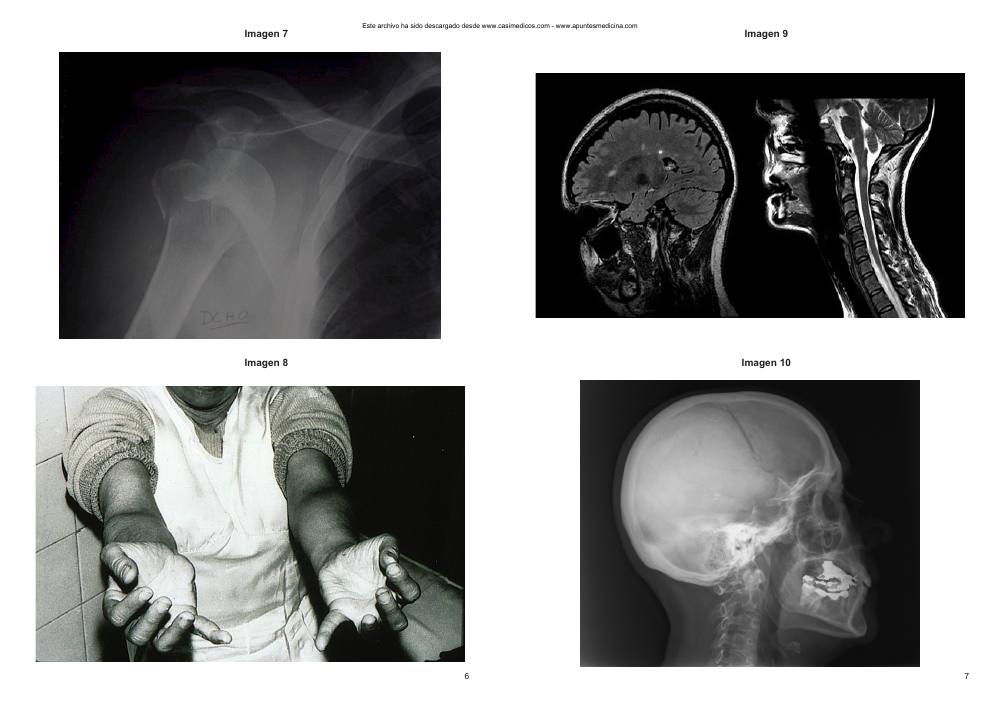 Este archivo ha sido descargado desde www.casimedicos.com - www.apuntesmedicina.com
Imagen 7
Imagen 9
DCHO
Imagen 8
Imagen 10
6
7